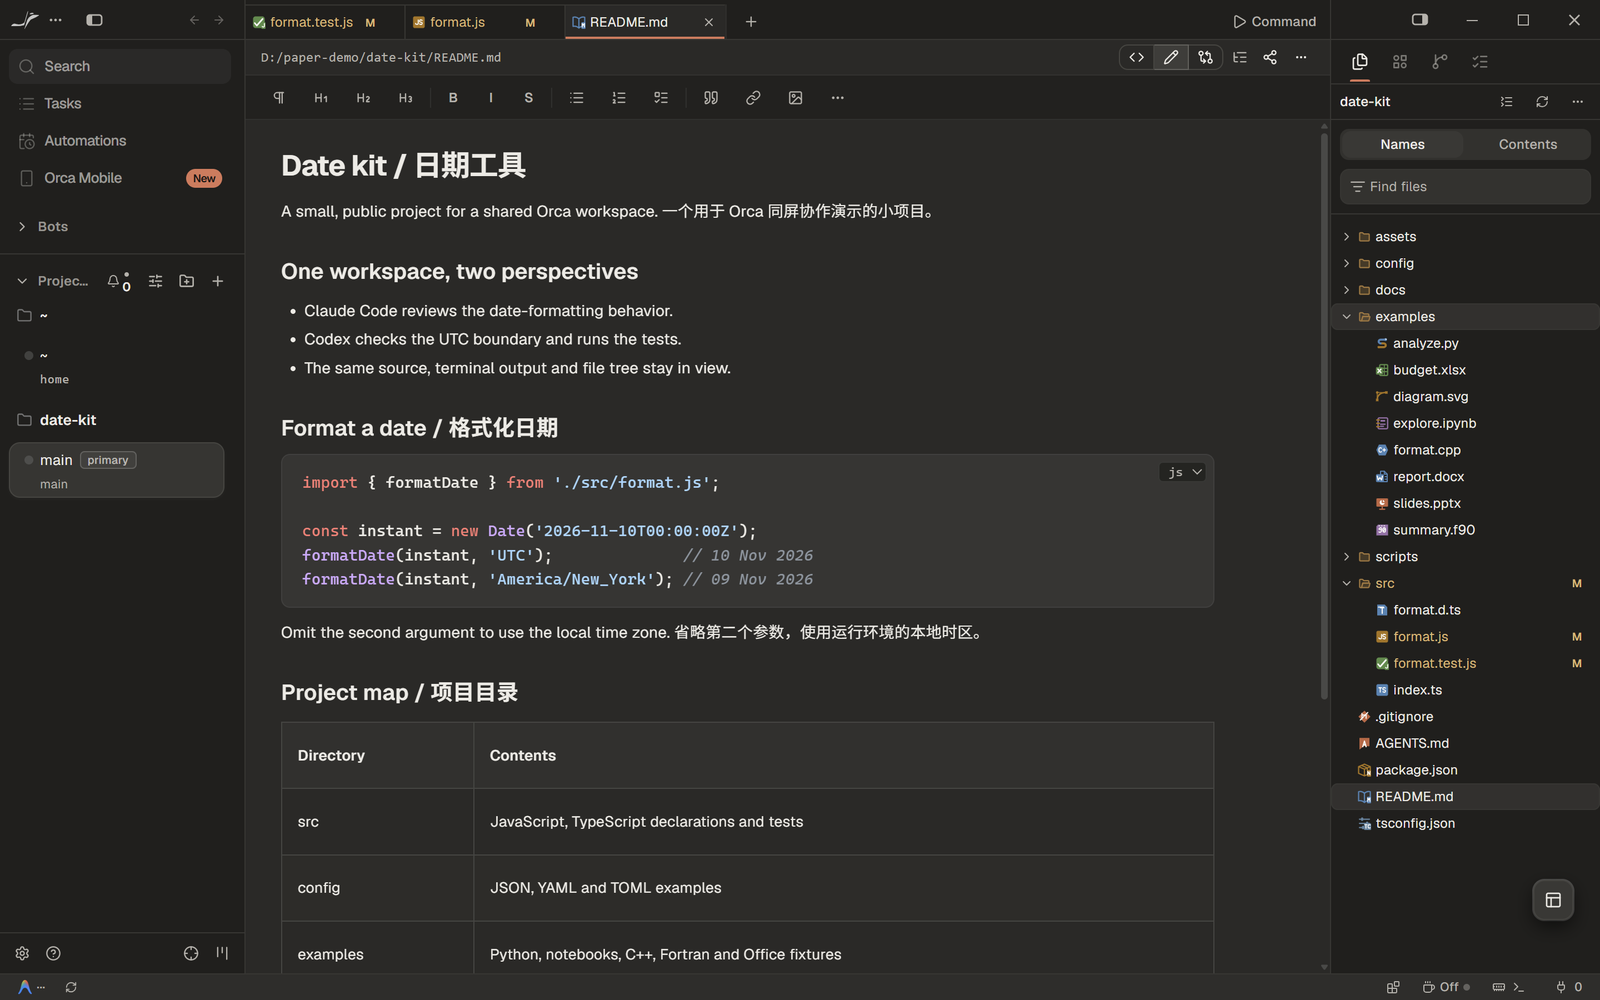 format.test.js M
format.js M
README.md
Command
Search
Tasks
Automations
Orca Mobile New
Bots
Projec... 0
~
~
home
date-kit
main primary
main
D:/paper-demo/date-kit/README.md
H1 H2 H3 B I S
Date kit / 日期工具
A small, public project for a shared Orca workspace. 一个用于 Orca 同屏协作演示的小项目。
One workspace, two perspectives
• Claude Code reviews the date-formatting behavior.
• Codex checks the UTC boundary and runs the tests.
• The same source, terminal output and file tree stay in view.
Format a date / 格式化日期
js
import { formatDate } from './src/format.js';
const instant = new Date('2026-11-10T00:00:00Z');
formatDate(instant, 'UTC'); // 10 Nov 2026
formatDate(instant, 'America/New_York'); // 09 Nov 2026
Omit the second argument to use the local time zone. 省略第二个参数，使用运行环境的本地时区。
Project map / 项目目录
Directory Contents
src JavaScript, TypeScript declarations and tests
config JSON, YAML and TOML examples
examples Python, notebooks, C++, Fortran and Office fixtures
date-kit
Names Contents
Find files
assets
config
docs
examples
analyze.py
budget.xlsx
diagram.svg
explore.ipynb
format.cpp
report.docx
slides.pptx
summary.f90
scripts
src M
format.d.ts
format.js M
format.test.js M
index.ts
.gitignore
AGENTS.md
package.json
README.md
tsconfig.json
Off
0